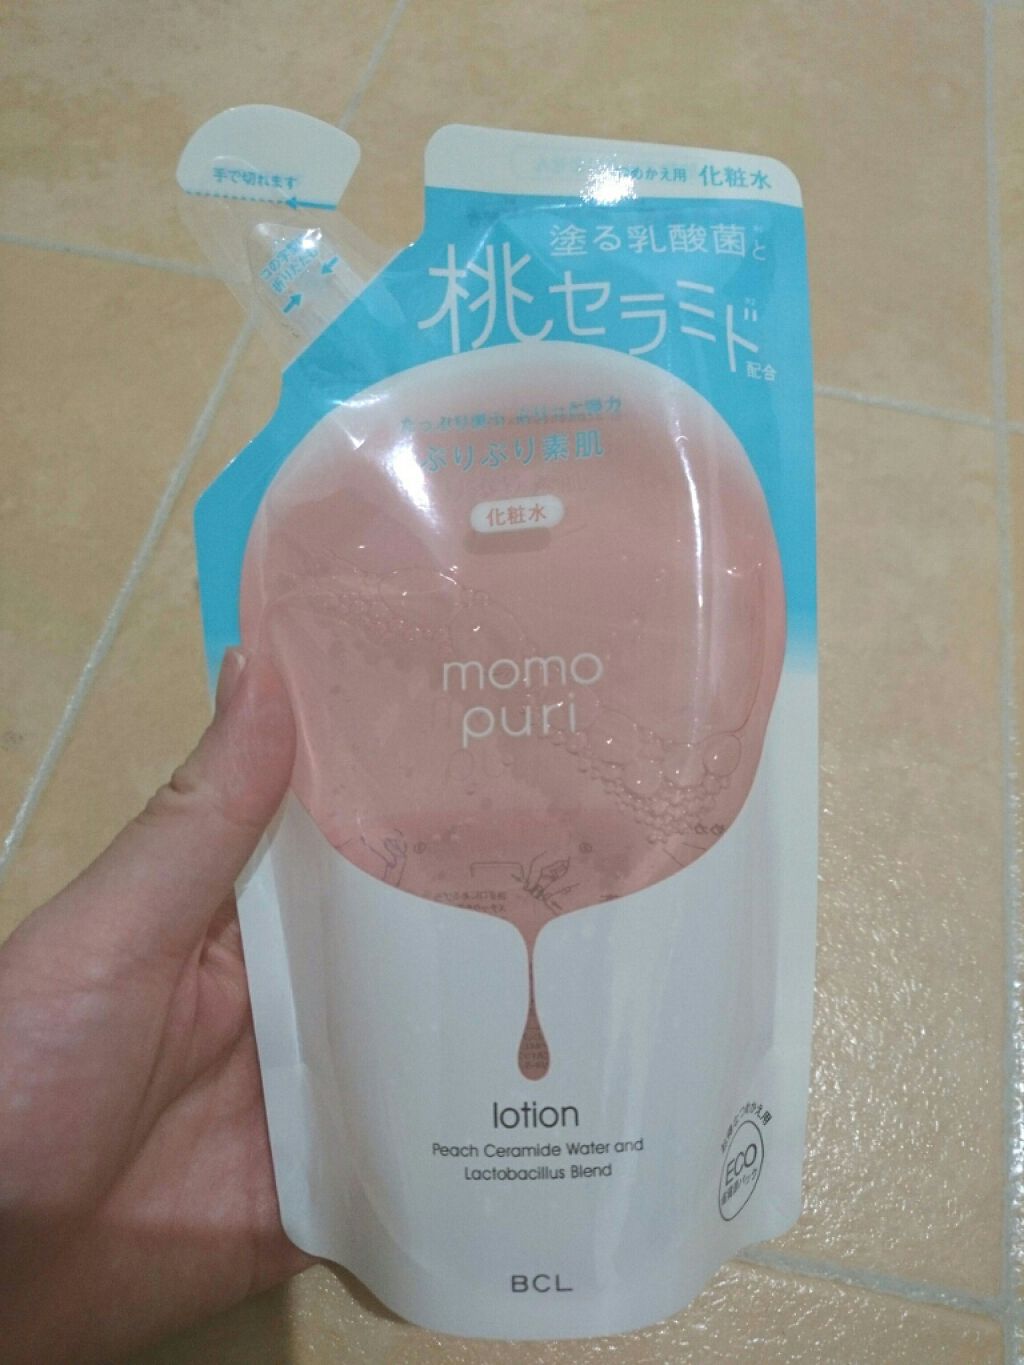 手で切れます
化粧水
塗る乳酸菌と
桃セラミド
配合
ぷりぷり素肌
化粧水
momo
puri
lotion
Peach Ceramide Water and
Lactobacillus Blend
ECO
BCL